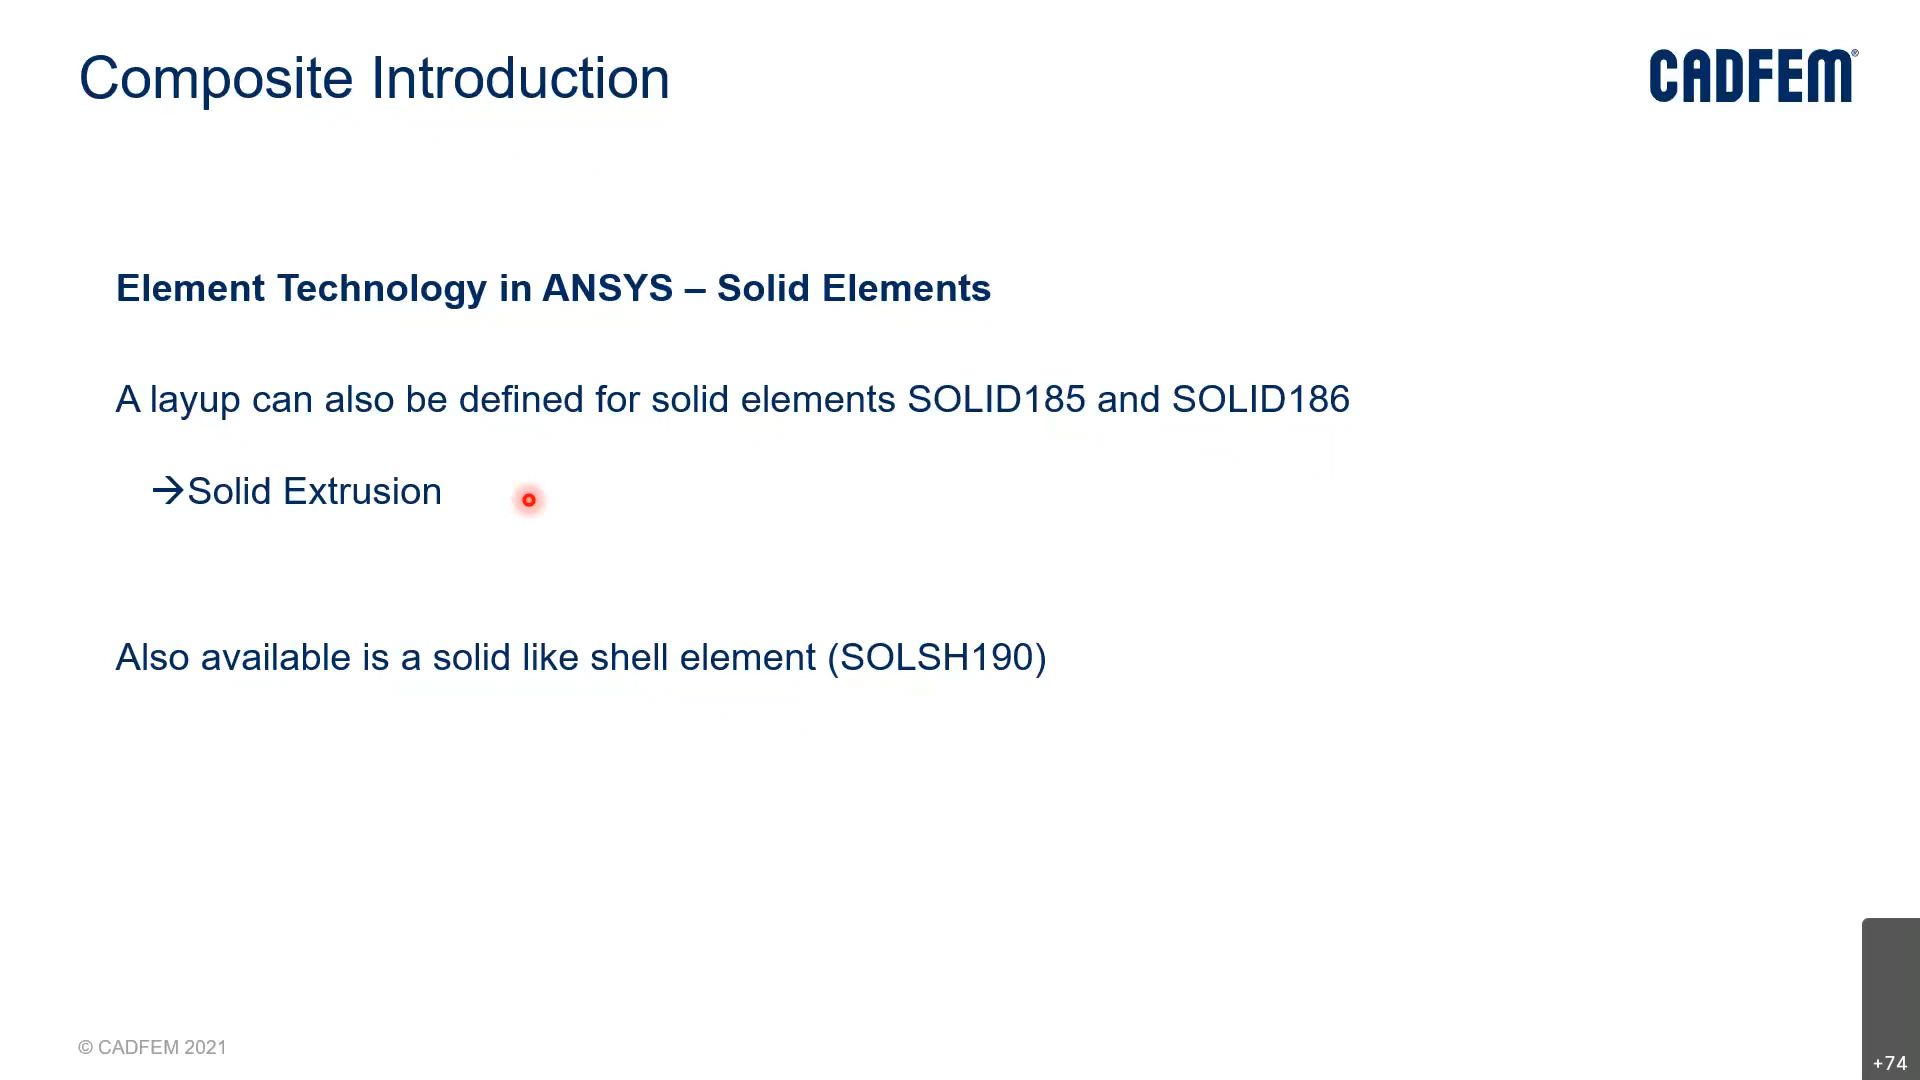 Composite Introduction
CADFEM®
Element Technology in ANSYS – Solid Elements
A layup can also be defined for solid elements SOLID185 and SOLID186
→Solid Extrusion
Also available is a solid like shell element (SOLSH190)
© CADFEM 2021
+74